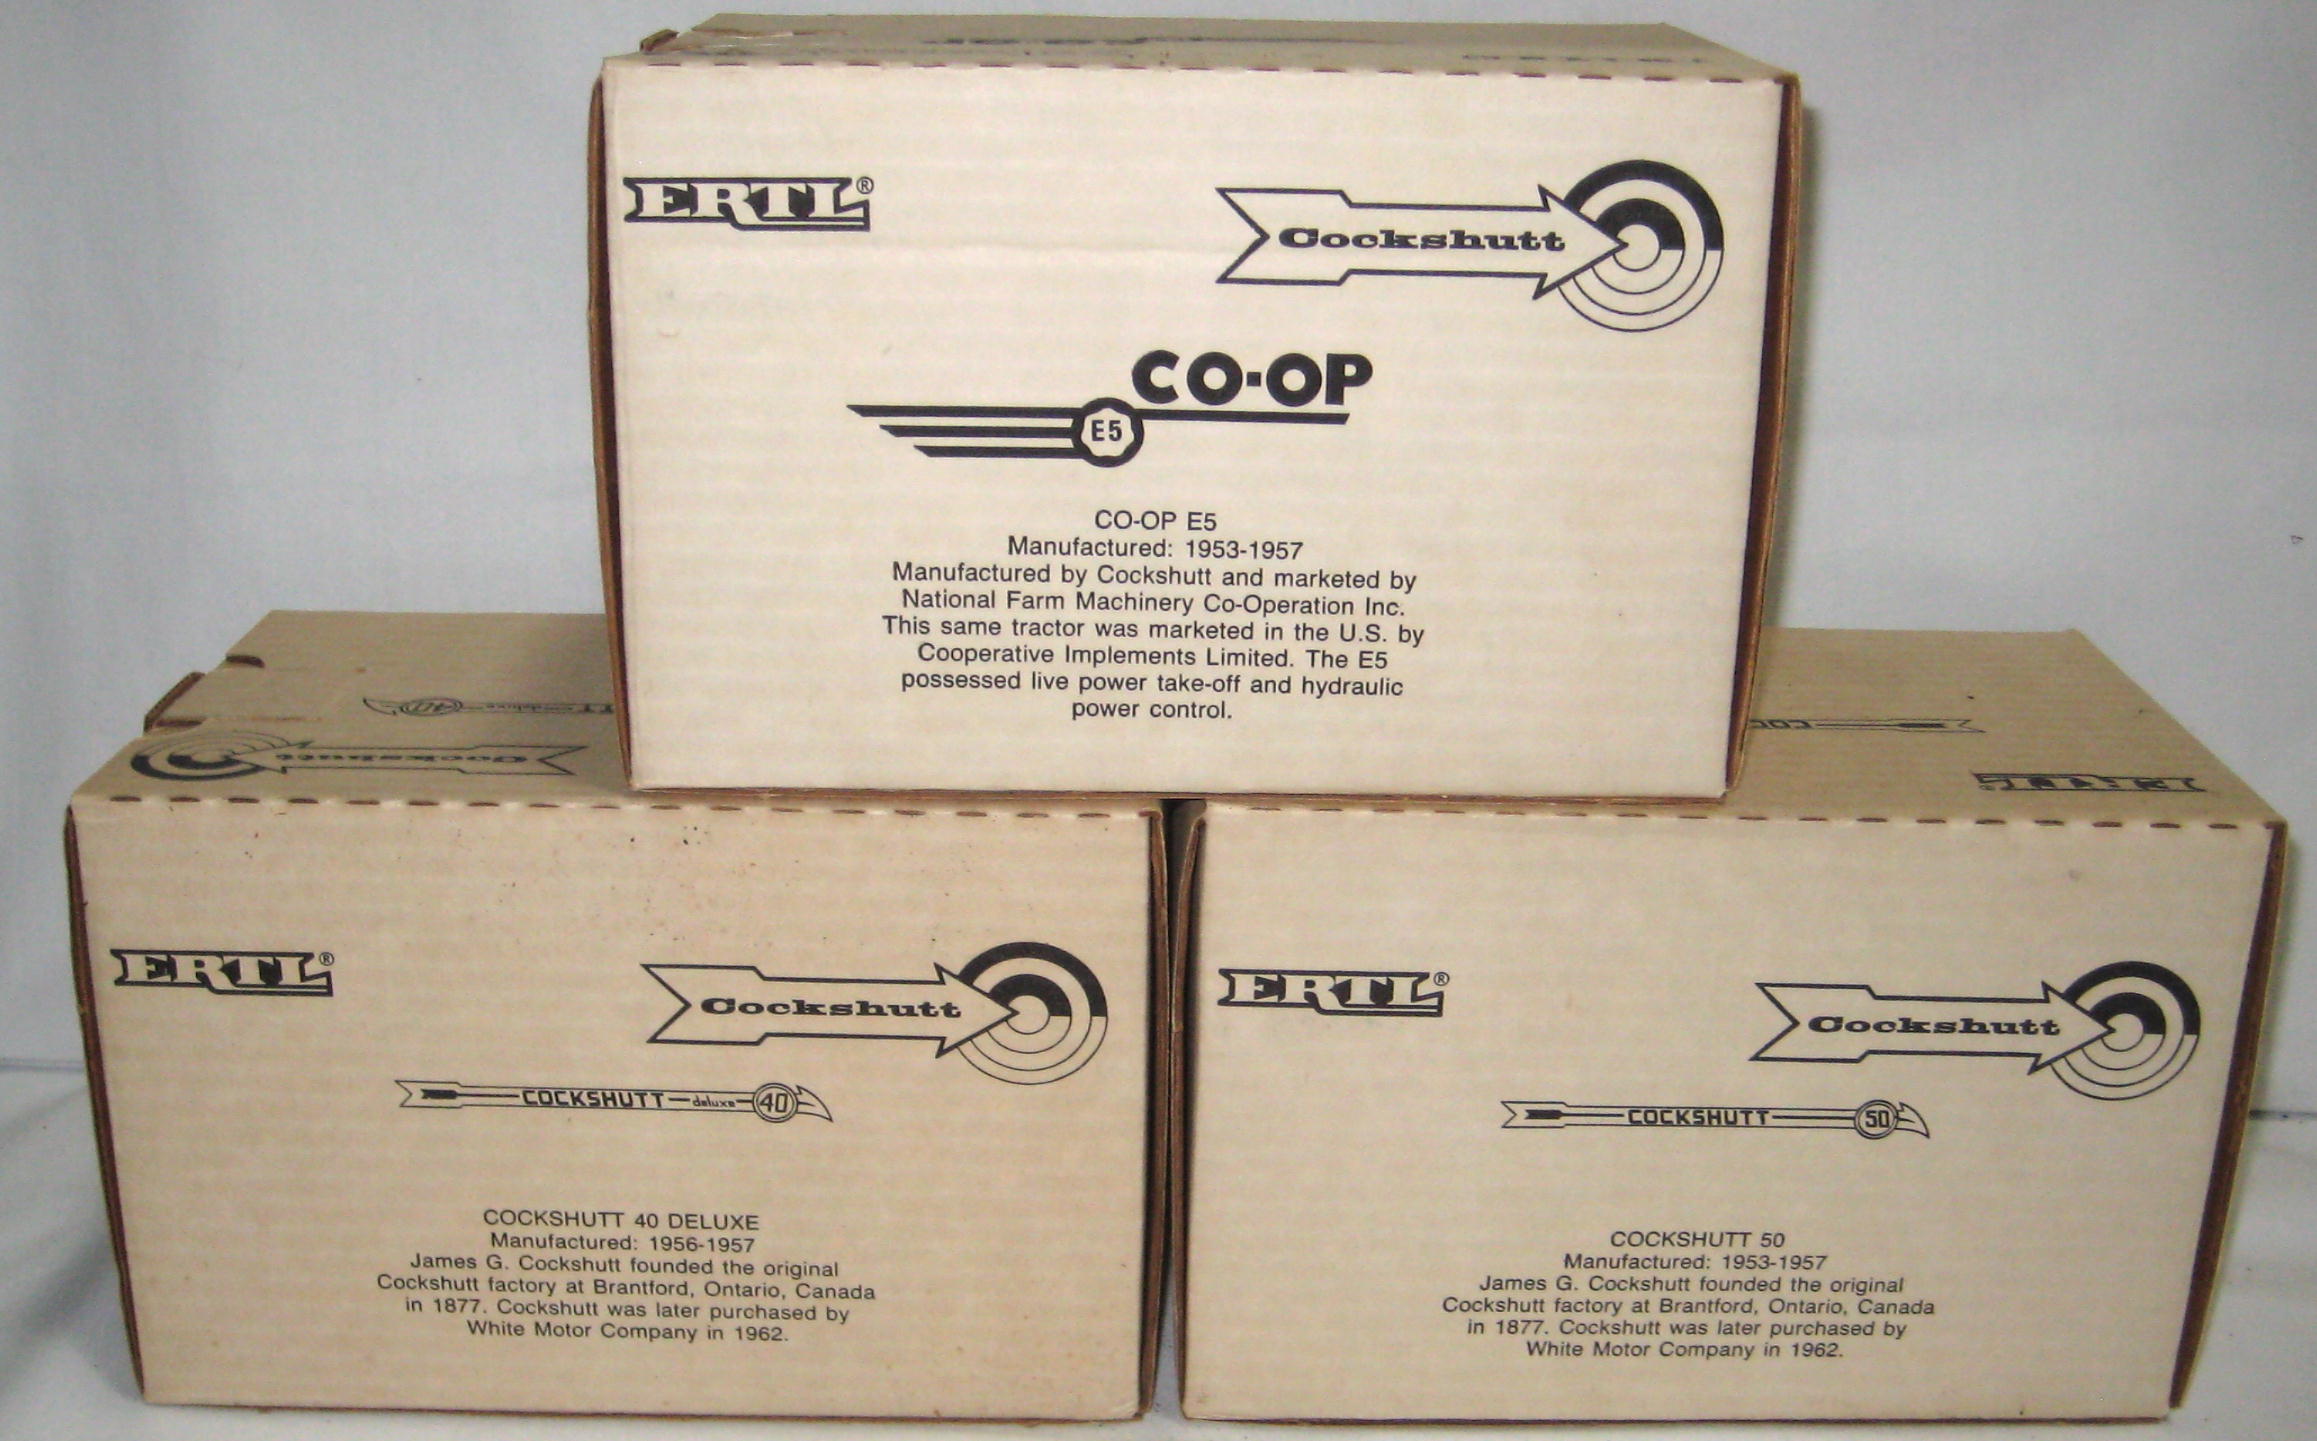 ERTL®
Cockshutt
CO-OP
E5
CO-OP E5
Manufactured: 1953-1957
Manufactured by Cockshutt and marketed by
National Farm Machinery Co-Operation Inc.
This same tractor was marketed in the U.S. by
Cooperative Implements Limited. The E5
possessed live power take-off and hydraulic
power control.
40 deluxe
Cockshutt
ERTL®
Cockshutt
COCKSHUTT deluxe 40
COCKSHUTT 40 DELUXE
Manufactured: 1956-1957
James G. Cockshutt founded the original
Cockshutt factory at Brantford, Ontario, Canada
in 1877. Cockshutt was later purchased by
White Motor Company in 1962.
ERTL
ERTL®
Cockshutt
COCKSHUTT 50
COCKSHUTT 50
Manufactured: 1953-1957
James G. Cockshutt founded the original
Cockshutt factory at Brantford, Ontario, Canada
in 1877. Cockshutt was later purchased by
White Motor Company in 1962.